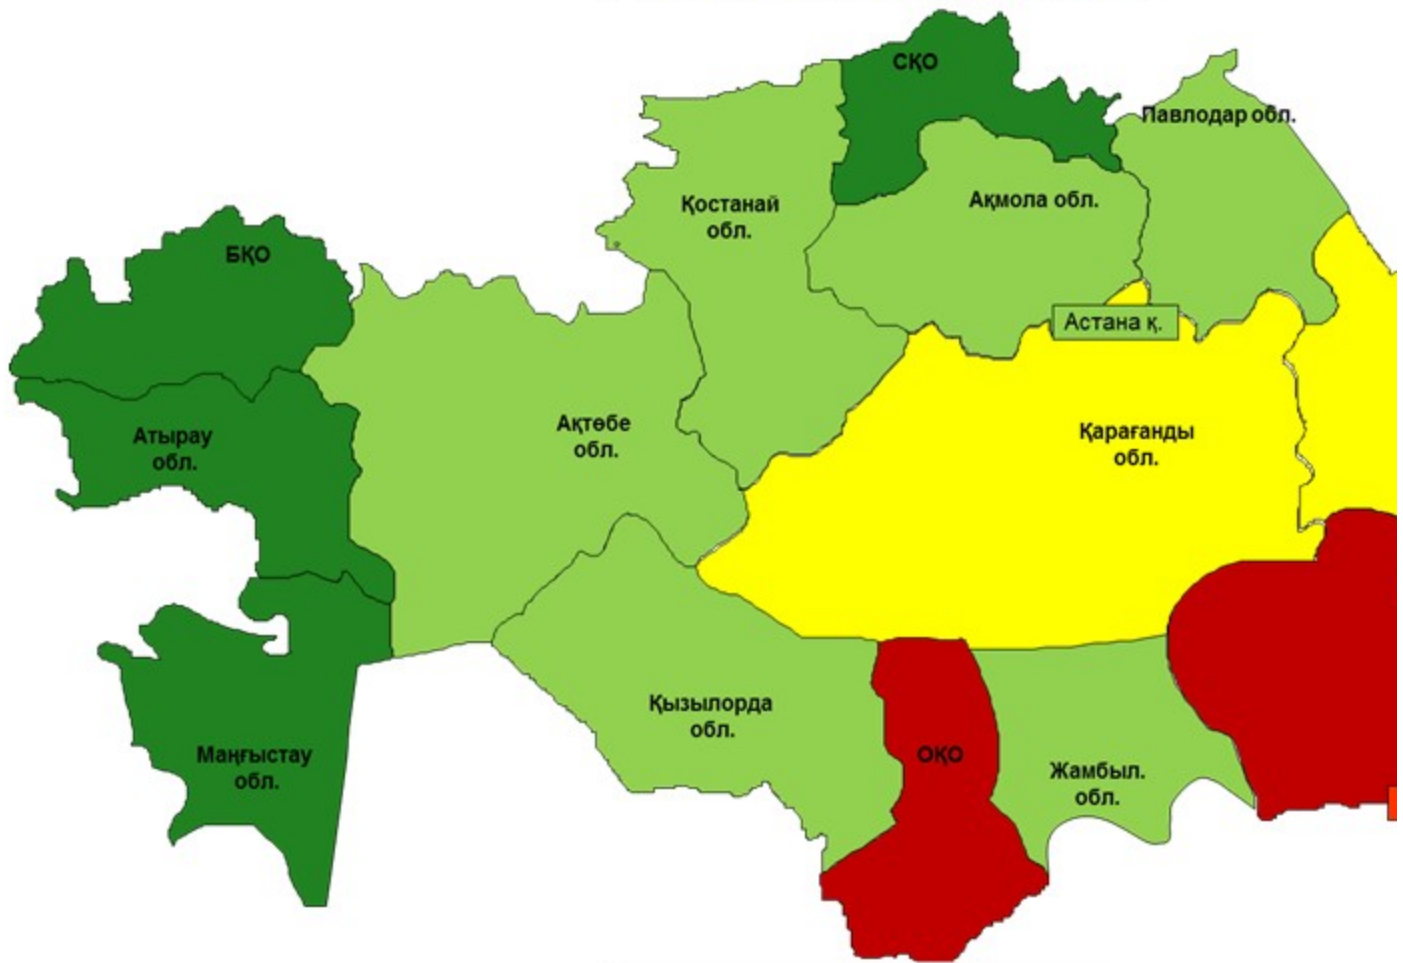 СҚО
Павлодар обл.
Қостанай
обл.
Ақмола обл.
БҚО
Астана қ.
Ақтөбе
обл.
Қарағанды
обл.
Атырау
обл.
Қызылорда
обл.
Маңғыстау
обл.
ОҚО
Жамбыл.
обл.